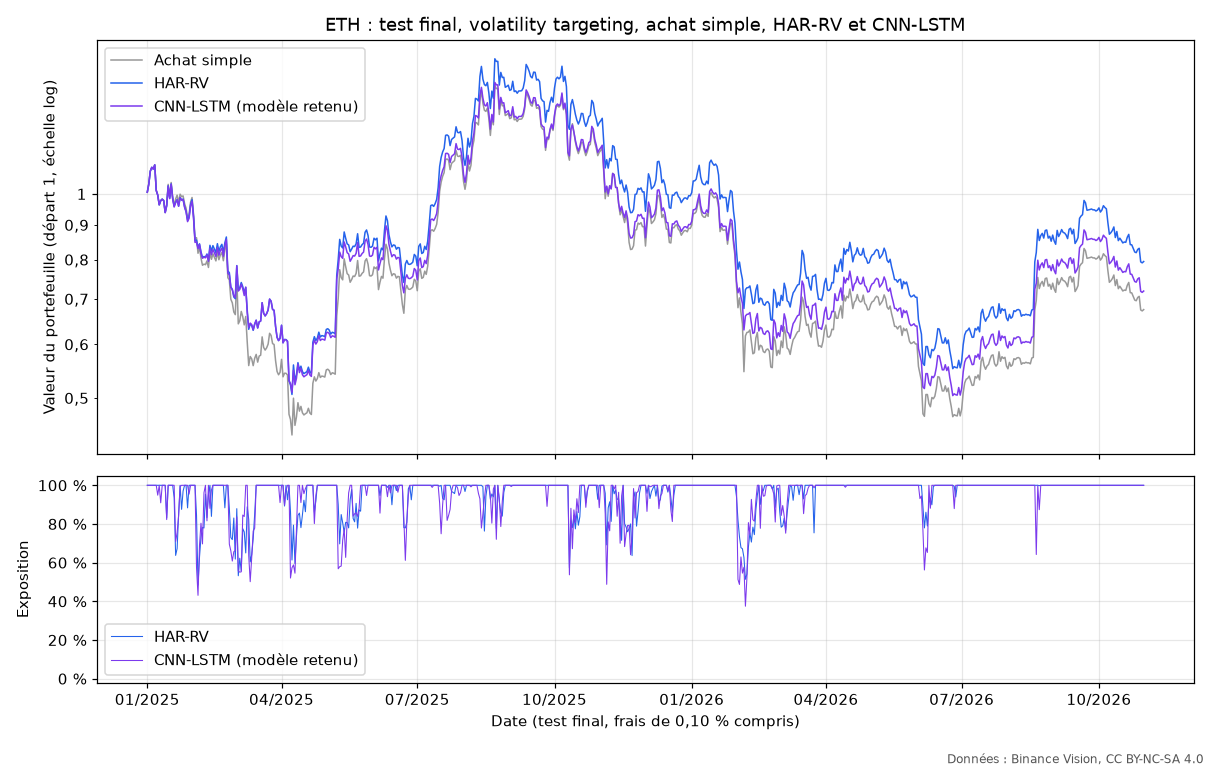 ETH : test final, volatility targeting, achat simple, HAR-RV et CNN-LSTM
Achat simple
HAR-RV
CNN-LSTM (modèle retenu)
Valeur du portefeuille (départ 1, échelle log)
1
0,9
0,8
0,7
0,6
0,5
100 %
80 %
60 %
40 %
20 %
0 %
Exposition
HAR-RV
CNN-LSTM (modèle retenu)
01/2025 04/2025 07/2025 10/2025 01/2026 04/2026 07/2026 10/2026
Date (test final, frais de 0,10 % compris)
Données : Binance Vision, CC BY-NC-SA 4.0